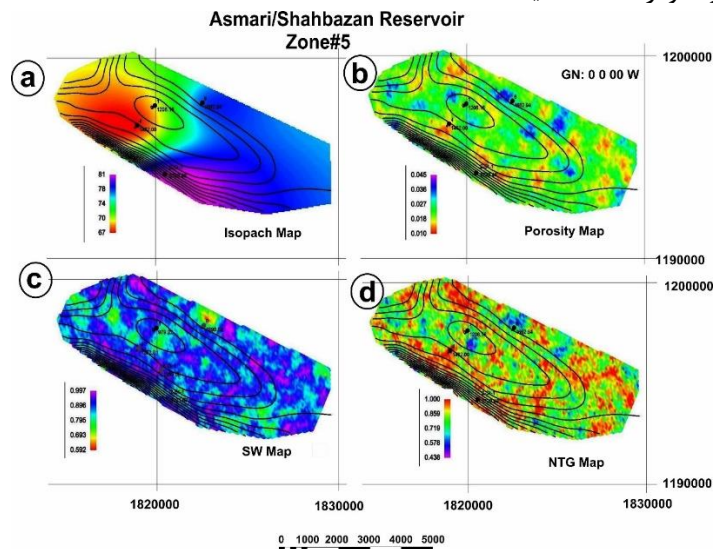 Asmari/Shahbazan Reservoir
Zone#5
a
81
78
74
70
67
Isopach Map
b
GN: 0 0 00 W
0.045
0.036
0.027
0.018
0.010
Porosity Map
1200000
1190000
c
0.997
0.896
0.795
0.693
0.592
SW Map
d
1.000
0.859
0.719
0.578
0.438
NTG Map
1200000
1190000
1820000
1830000
1820000
1830000
0 1000 2000 3000 4000 5000